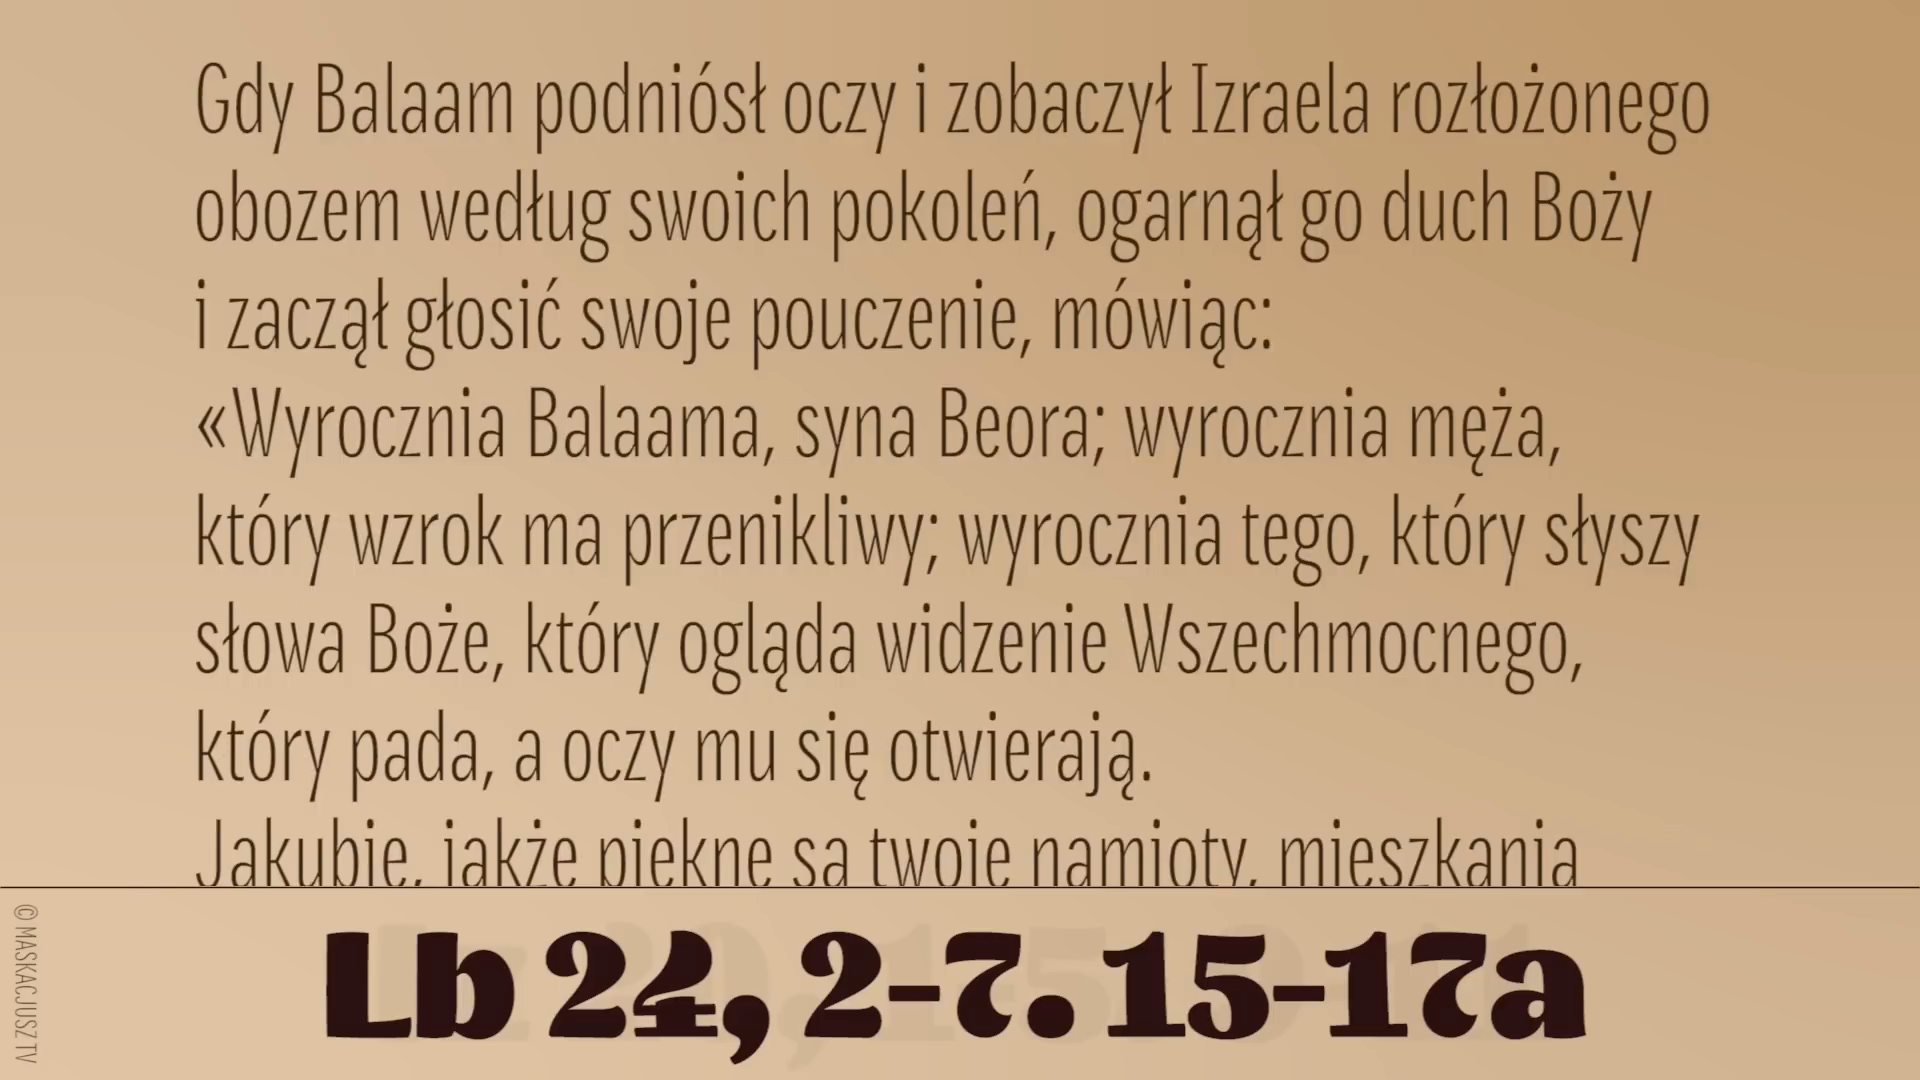 Gdy Balaam podniósł oczy i zobaczył Izraela rozłożonego
obozem według swoich pokoleń, ogarnął go duch Boży
i zaczął głosić swoje pouczenie, mówiąc:
«Wyrocznia Balaama, syna Beora; wyrocznia męża,
który wzrok ma przenikliwy; wyrocznia tego, który słyszy
słowa Boże, który ogląda widzenie Wszechmocnego,
który pada, a oczy mu się otwierają.
Jakubie, jakże piękne są twoje namioty, mieszkania
Lb 24, 2-7. 15-17a
© MASKACJUSZ TV